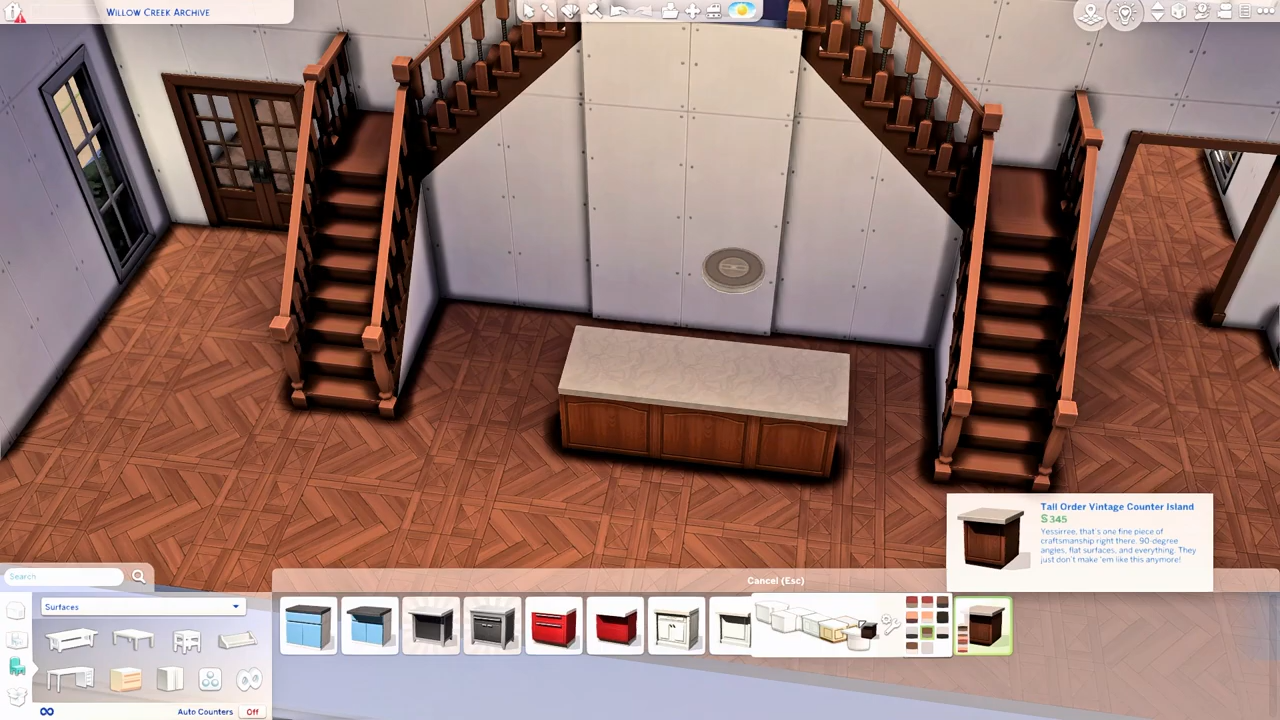 WILLOW CREEK ARCHIVE
Tall Order Vintage Counter Island
§345
Yessirree, that's one fine piece of
craftsmanship right there. 90-degree
angles, flat surfaces, and everything. They
just don't make 'em like this anymore!
Cancel (Esc)
Search
Surfaces
Auto Counters Off